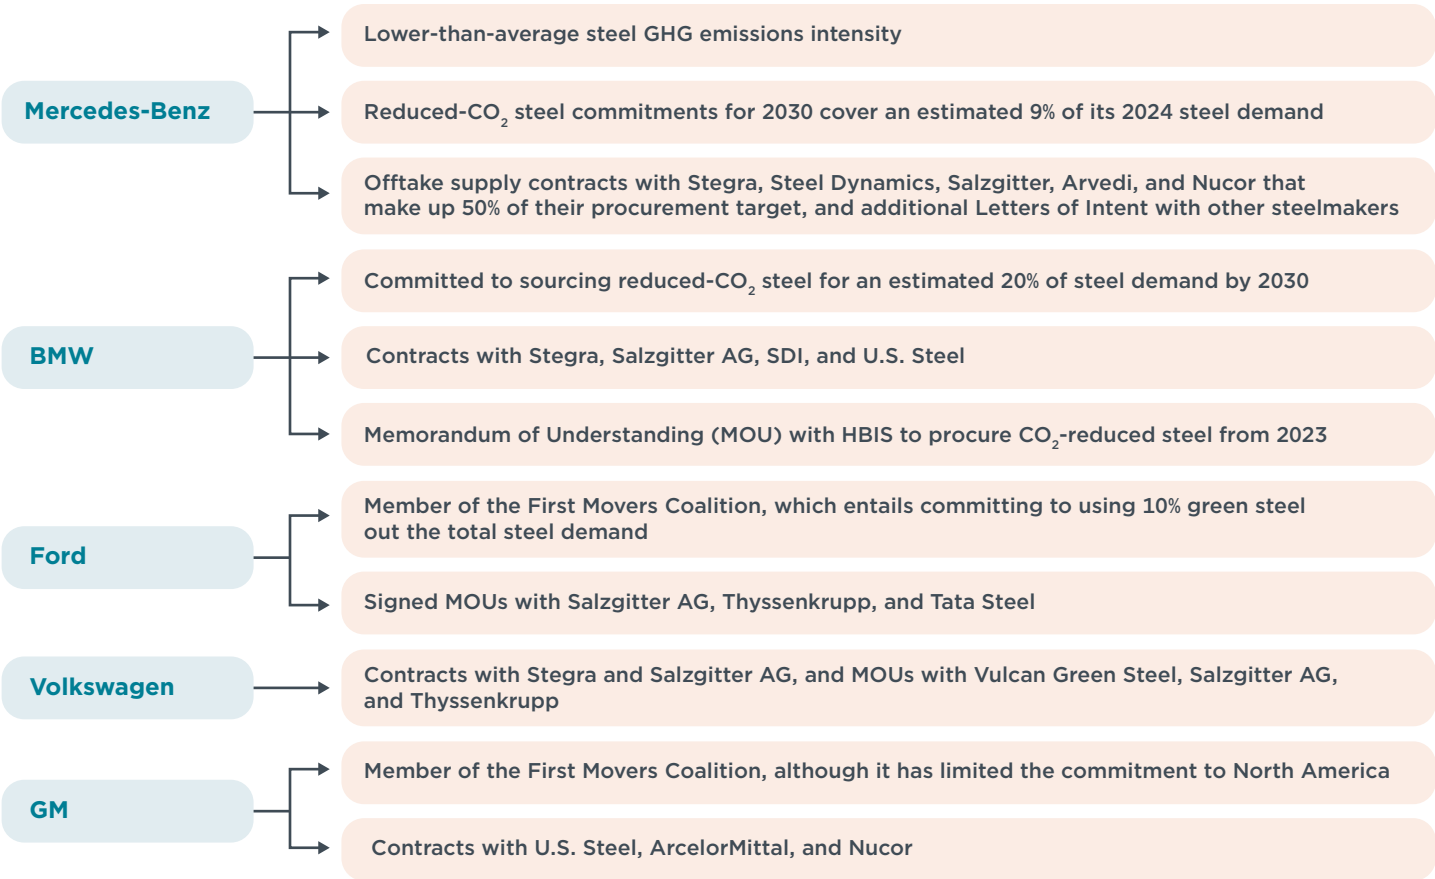 Mercedes-Benz
Lower-than-average steel GHG emissions intensity
Reduced-CO₂ steel commitments for 2030 cover an estimated 9% of its 2024 steel demand
Offtake supply contracts with Stegra, Steel Dynamics, Salzgitter, Arvedi, and Nucor that
make up 50% of their procurement target, and additional Letters of Intent with other steelmakers
BMW
Committed to sourcing reduced-CO₂ steel for an estimated 20% of steel demand by 2030
Contracts with Stegra, Salzgitter AG, SDI, and U.S. Steel
Memorandum of Understanding (MOU) with HBIS to procure CO₂-reduced steel from 2023
Ford
Member of the First Movers Coalition, which entails committing to using 10% green steel
out the total steel demand
Signed MOUs with Salzgitter AG, Thyssenkrupp, and Tata Steel
Volkswagen
Contracts with Stegra and Salzgitter AG, and MOUs with Vulcan Green Steel, Salzgitter AG,
and Thyssenkrupp
GM
Member of the First Movers Coalition, although it has limited the commitment to North America
Contracts with U.S. Steel, ArcelorMittal, and Nucor